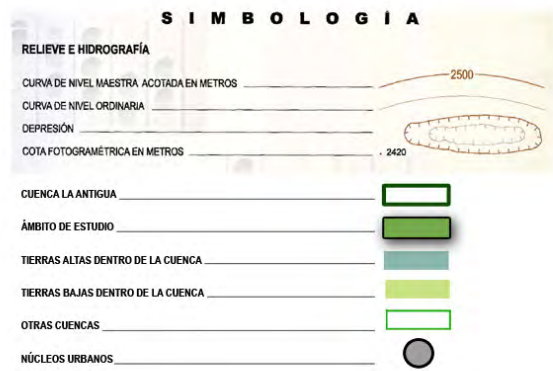 SIMBOLOGÍA
RELIEVE E HIDROGRAFÍA
CURVA DE NIVEL MAESTRA ACOTADA EN METROS 2500
CURVA DE NIVEL ORDINARIA
DEPRESIÓN
COTA FOTOGRAMÉTRICA EN METROS . 2420
CUENCA LA ANTIGUA
ÁMBITO DE ESTUDIO
TIERRAS ALTAS DENTRO DE LA CUENCA
TIERRAS BAJAS DENTRO DE LA CUENCA
OTRAS CUENCAS
NÚCLEOS URBANOS